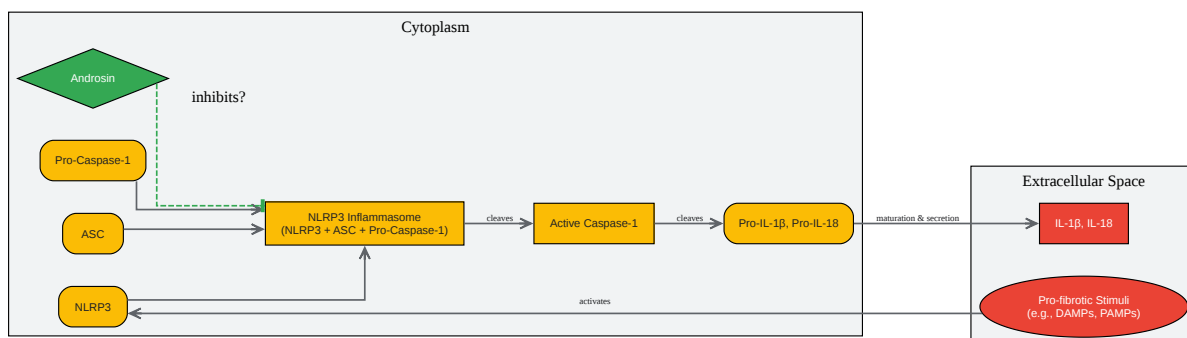 Cytoplasm
Androsin
inhibits?
Pro-Caspase-1
Extracellular Space
NLRP3 Inflammasome
(NLRP3 + ASC + Pro-Caspase-1)
cleaves
Active Caspase-1
cleaves
Pro-IL-1β, Pro-IL-18
maturation & secretion
IL-1β, IL-18
ASC
NLRP3
activates
Pro-fibrotic Stimuli
(e.g., DAMPs, PAMPs)